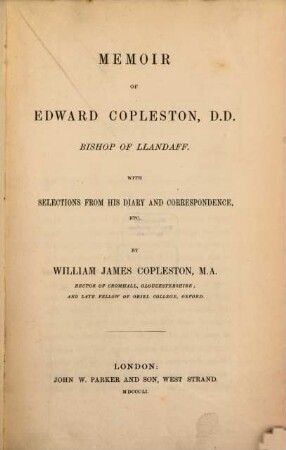 MEMOIR
OF
EDWARD COPLESTON, D.D.
BISHOP OF LLANDAFF.
WITH
SELECTIONS FROM HIS DIARY AND CORRESPONDENCE,
ETC.
BY
WILLIAM JAMES COPLESTON, M.A.
RECTOR OF CROMHALL, GLOUCESTERSHIRE;
AND LATE FELLOW OF ORIEL COLLEGE, OXFORD.
LONDON:
JOHN W. PARKER AND SON, WEST STRAND.
MDCCCLI.